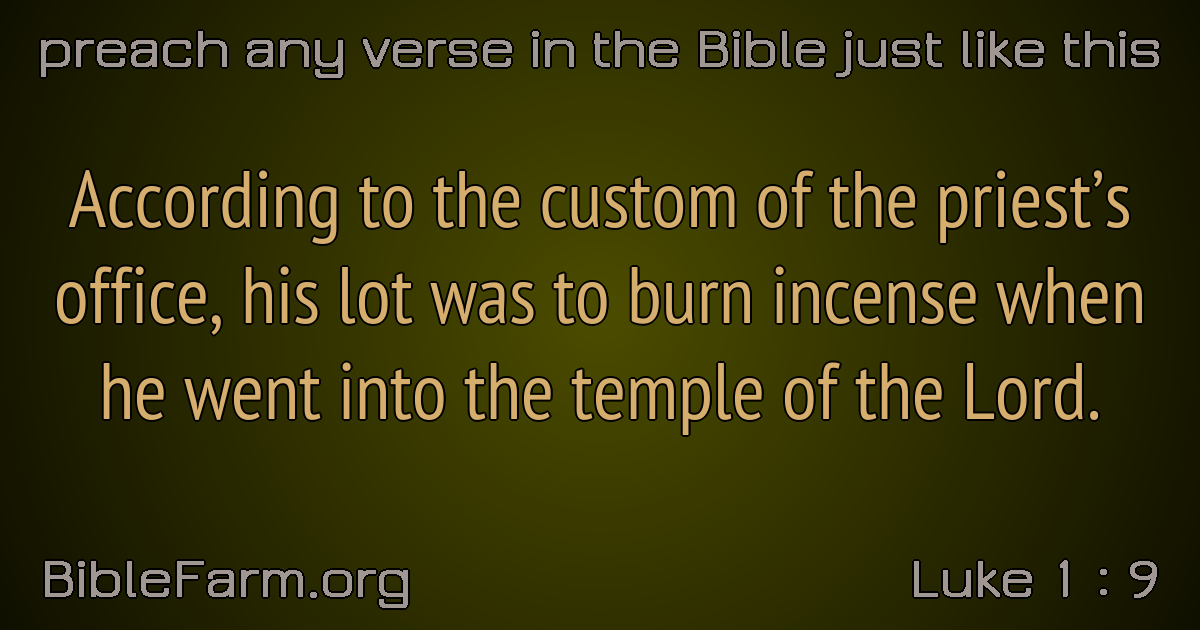 preach any verse in the Bible just like this
According to the custom of the priest’s
office, his lot was to burn incense when
he went into the temple of the Lord.
BibleFarm.org
Luke 1 : 9